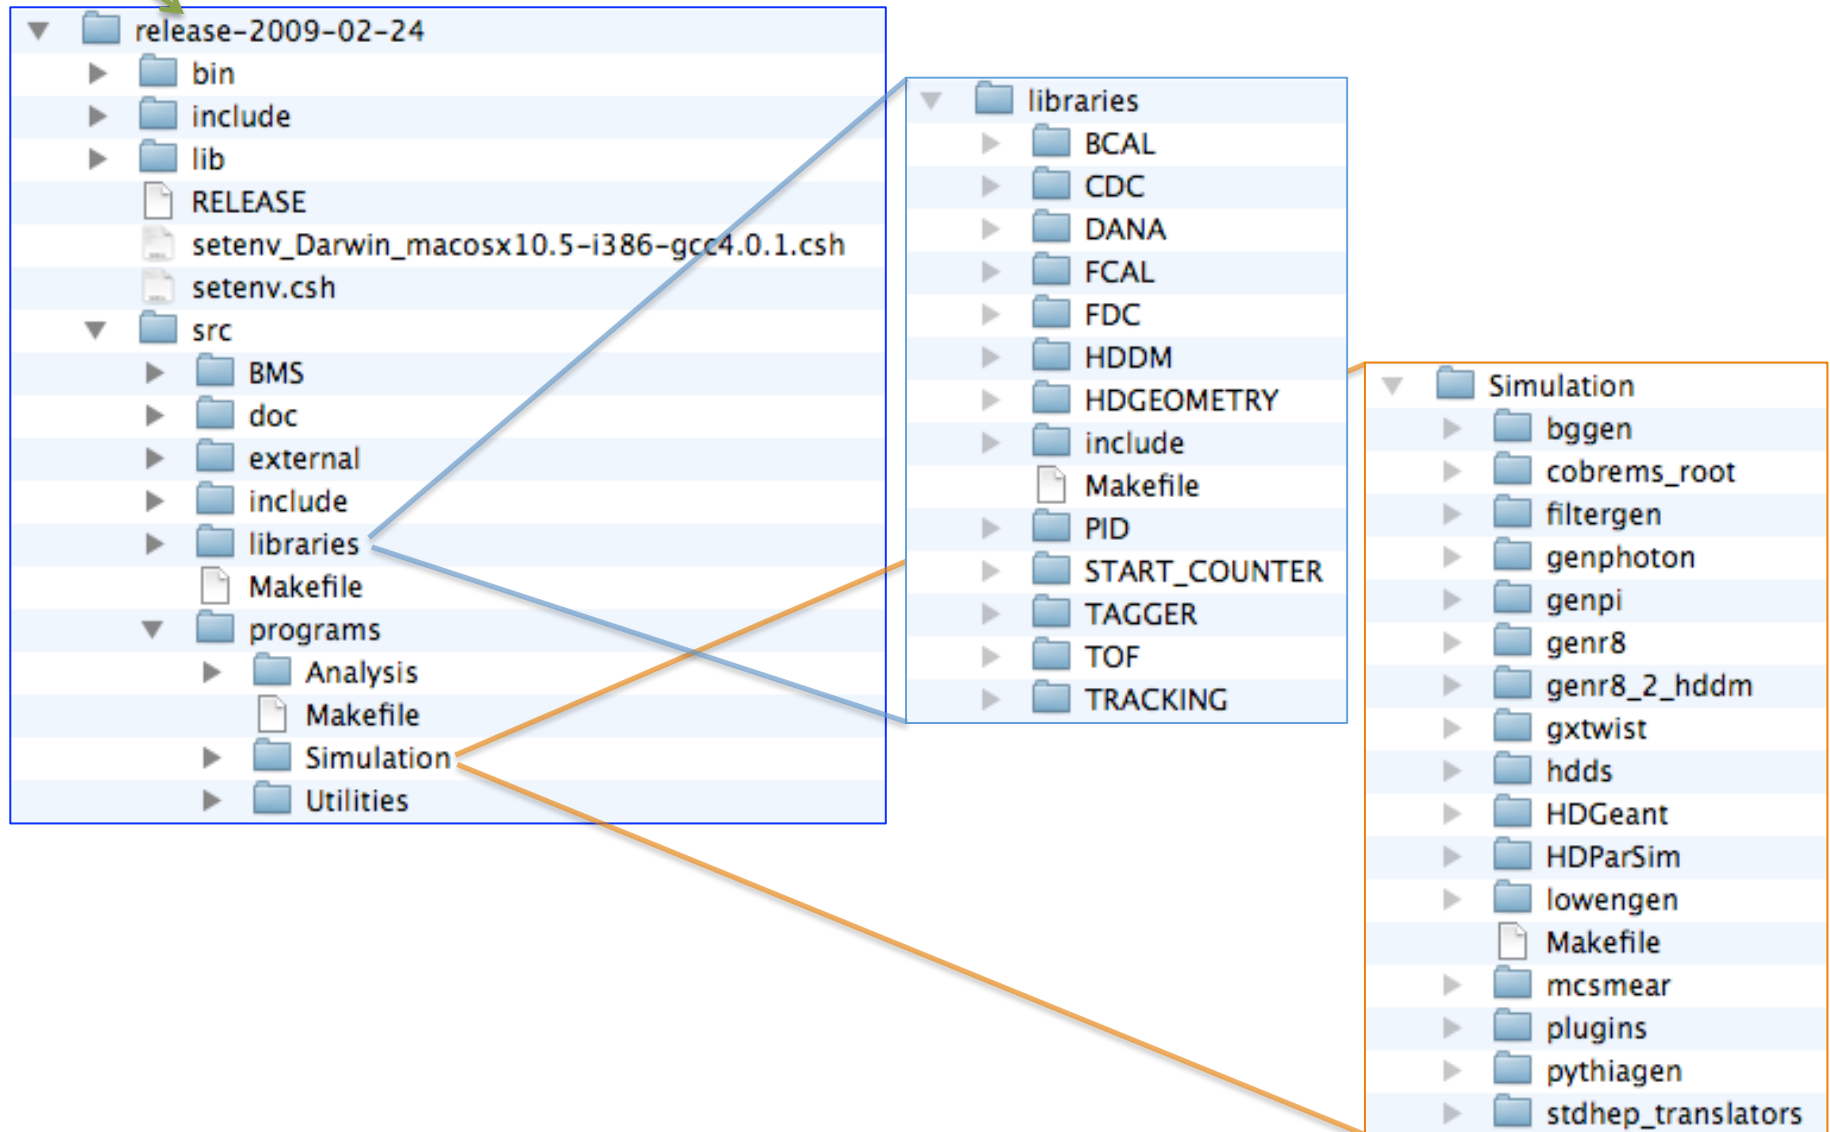 release-2009-02-24
bin
include
lib
RELEASE
setenv_Darwin_macosx10.5-i386-gcc4.0.1.csh
setenv.csh
src
BMS
doc
external
include
libraries
Makefile
programs
Analysis
Makefile
Simulation
Utilities
libraries
BCAL
CDC
DANA
FCAL
FDC
HDDM
HDGEOMETRY
include
Makefile
PID
START_COUNTER
TAGGER
TOF
TRACKING
Simulation
bggen
cobrems_root
filtergen
genphoton
genpi
genr8
genr8_2_hddm
gxtwist
hdds
HDGeant
HDParSim
lowengen
Makefile
mcsmear
plugins
pythiagen
stdhep_translators